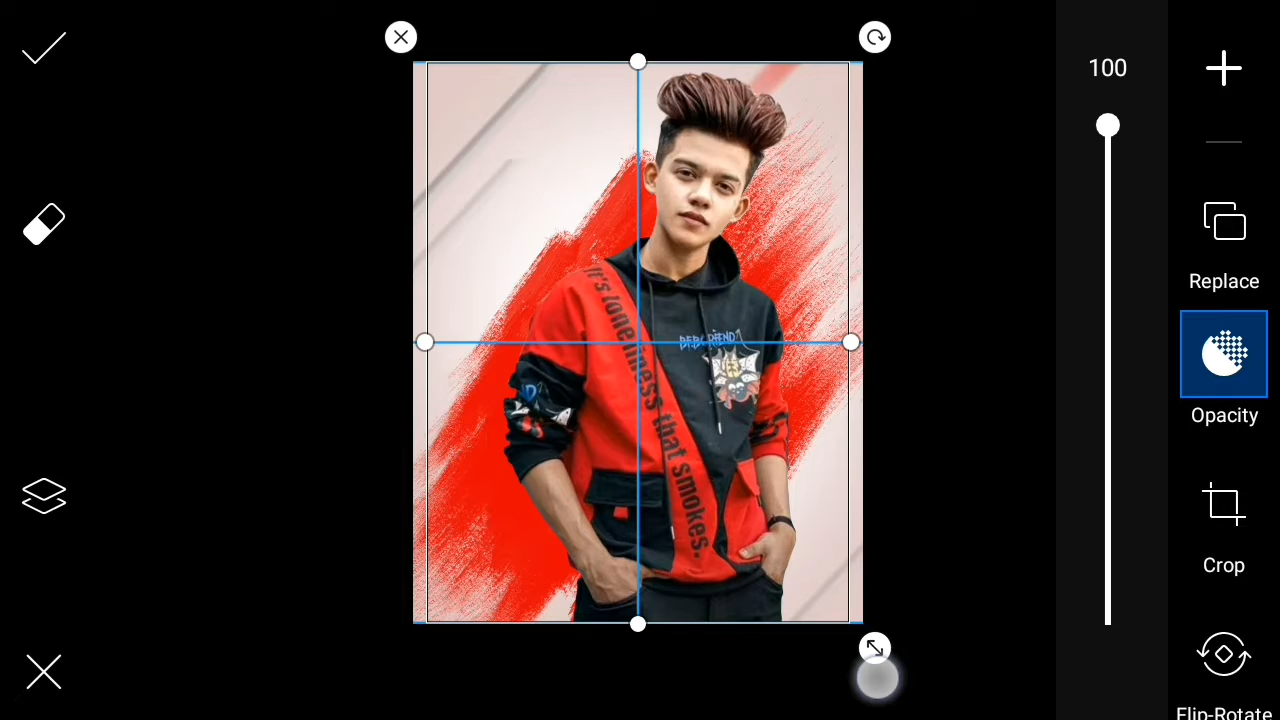 100
Replace
Opacity
Crop
Flip-Rotate
It's loneliness that smokes.